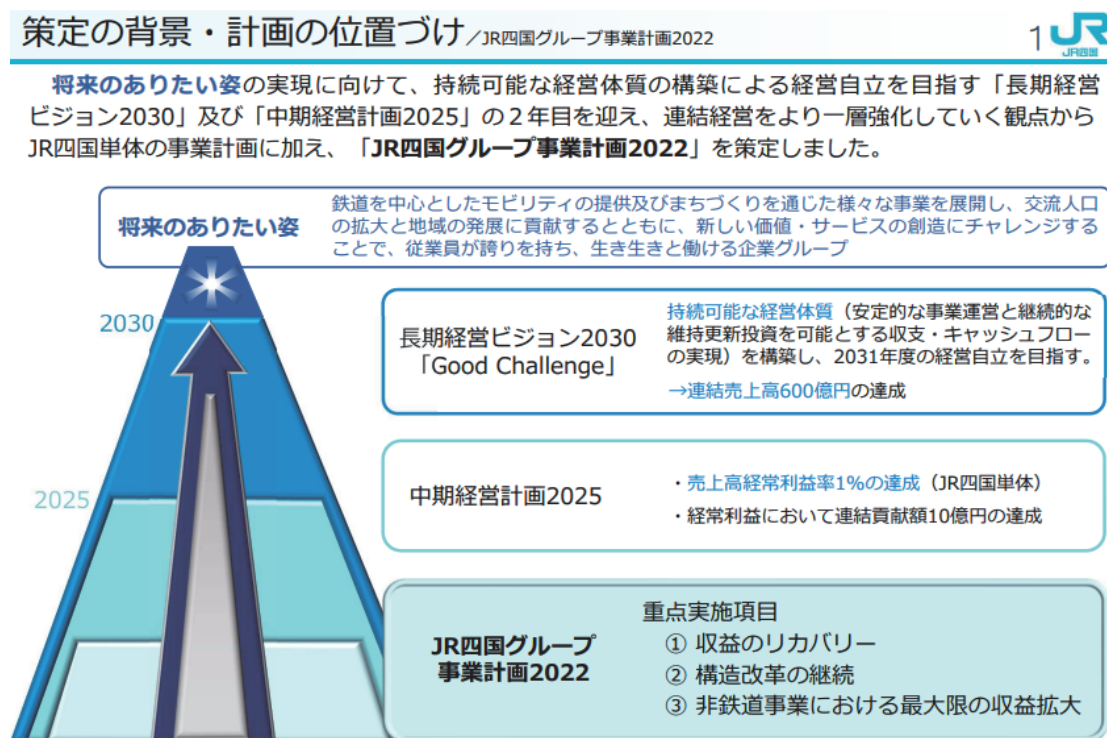 策定の背景・計画の位置づけ/JR四国グループ事業計画2022
1
JR
JR四国
将来のありたい姿の実現に向けて、持続可能な経営体質の構築による経営自立を目指す「長期経営
ビジョン2030」及び「中期経営計画2025」の２年目を迎え、連結経営をより一層強化していく観点から
JR四国単体の事業計画に加え、「JR四国グループ事業計画2022」を策定しました。
将来のありたい姿
鉄道を中心としたモビリティの提供及びまちづくりを通じた様々な事業を展開し、交流人口
の拡大と地域の発展に貢献するとともに、新しい価値・サービスの創造にチャレンジする
ことで、従業員が誇りを持ち、生き生きと働ける企業グループ
2030
長期経営ビジョン2030
「Good Challenge」
持続可能な経営体質（安定的な事業運営と継続的な
維持更新投資を可能とする収支・キャッシュフロー
の実現）を構築し、2031年度の経営自立を目指す。
→連結売上高600億円の達成
2025
中期経営計画2025
・売上高経常利益率1%の達成（JR四国単体）
・経常利益において連結貢献額10億円の達成
JR四国グループ
事業計画2022
重点実施項目
① 収益のリカバリー
② 構造改革の継続
③ 非鉄道事業における最大限の収益拡大